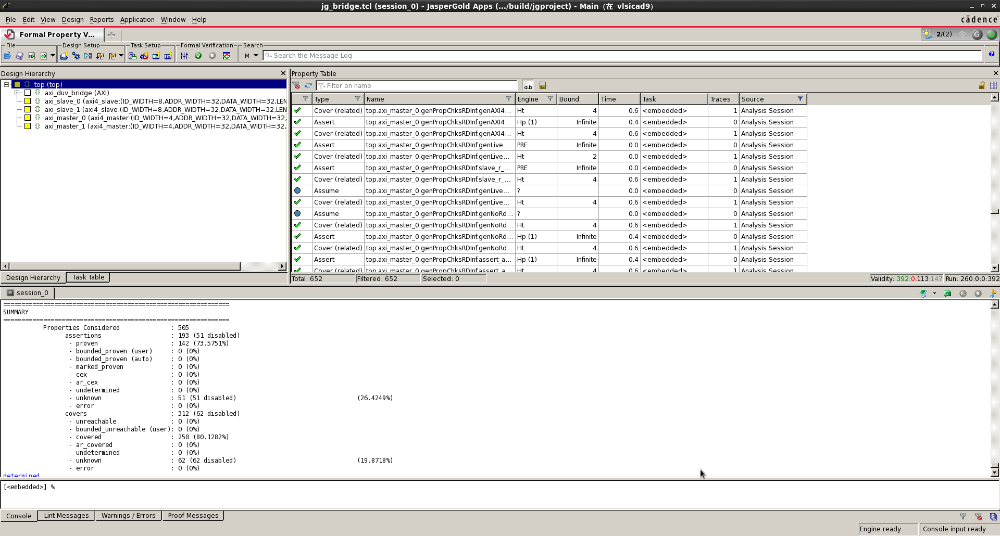 jg_bridge.tcl (session_0) - JasperGold Apps (.../build/jgproject) - Main (在 vlsicad9)
File Edit View Design Reports Application Window Help
cādence
Formal Property V...
2/(2)
File Design Setup Task Setup Formal Verification Search
M Search the Message Log
Design Hierarchy
top (top)
axi_duv_bridge (AXI)
axi_slave_0 (axi4_slave:(ID_WIDTH=8,ADDR_WIDTH=32,DATA_WIDTH=32,LEN
axi_slave_1 (axi4_slave:(ID_WIDTH=8,ADDR_WIDTH=32,DATA_WIDTH=32,LEN
axi_master_0 (axi4_master:(ID_WIDTH=4,ADDR_WIDTH=32,DATA_WIDTH=32,
axi_master_1 (axi4_master:(ID_WIDTH=4,ADDR_WIDTH=32,DATA_WIDTH=32,
Design Hierarchy Task Table
Property Table
Filter on name
a.b
Type Name Engine Bound Time Task Traces Source
Cover (related) top.axi_master_0.genPropChksRDInf.genAXI4... Ht 4 0.6 <embedded> 1 Analysis Session
Assert top.axi_master_0.genPropChksRDInf.genAXI4... Hp (1) Infinite 0.4 <embedded> 0 Analysis Session
Cover (related) top.axi_master_0.genPropChksRDInf.genAXI4... Ht 4 0.6 <embedded> 1 Analysis Session
Assert top.axi_master_0.genPropChksRDInf.genLive... PRE Infinite 0.0 <embedded> 0 Analysis Session
Cover (related) top.axi_master_0.genPropChksRDInf.genLive... Ht 2 0.0 <embedded> 1 Analysis Session
Assert top.axi_master_0.genPropChksRDInf.slave_r_... PRE Infinite 0.0 <embedded> 0 Analysis Session
Cover (related) top.axi_master_0.genPropChksRDInf.slave_r_... Ht 4 0.6 <embedded> 1 Analysis Session
Assume top.axi_master_0.genPropChksRDInf.genLive... ? 0.0 <embedded> 0 Analysis Session
Cover (related) top.axi_master_0.genPropChksRDInf.genLive... Ht 4 0.6 <embedded> 1 Analysis Session
Assume top.axi_master_0.genPropChksRDInf.genNoRd... ? 0.0 <embedded> 0 Analysis Session
Cover (related) top.axi_master_0.genPropChksRDInf.genNoRd... Ht 4 0.6 <embedded> 1 Analysis Session
Assert top.axi_master_0.genPropChksRDInf.genNoRd... Hp (1) Infinite 0.4 <embedded> 0 Analysis Session
Cover (related) top.axi_master_0.genPropChksRDInf.genNoRd... Ht 4 0.6 <embedded> 1 Analysis Session
Assert top.axi_master_0.genPropChksRDInf.assert_a... Hp (1) Infinite 0.4 <embedded> 0 Analysis Session
Cover (related) top.axi_master_0.genPropChksRDInf.assert_a... Ht 4 0.6 <embedded> 1 Analysis Session
Total: 652 Filtered: 652 Selected: 0 Validity: 392:0:113:147 Run: 260:0:0:392
session_0
==============================================================
SUMMARY
==============================================================
Properties Considered : 505
assertions : 193 (51 disabled)
- proven : 142 (73.5751%)
- bounded_proven (user) : 0 (0%)
- bounded_proven (auto) : 0 (0%)
- marked_proven : 0 (0%)
- cex : 0 (0%)
- ar_cex : 0 (0%)
- undetermined : 0 (0%)
- unknown : 51 (51 disabled) (26.4249%)
- error : 0 (0%)
covers : 312 (62 disabled)
- unreachable : 0 (0%)
- bounded_unreachable (user): 0 (0%)
- covered : 250 (80.1282%)
- ar_covered : 0 (0%)
- undetermined : 0 (0%)
- unknown : 62 (62 disabled) (19.8718%)
- error : 0 (0%)
determined
[<embedded>] %
Console Lint Messages Warnings / Errors Proof Messages
Engine ready Console input ready